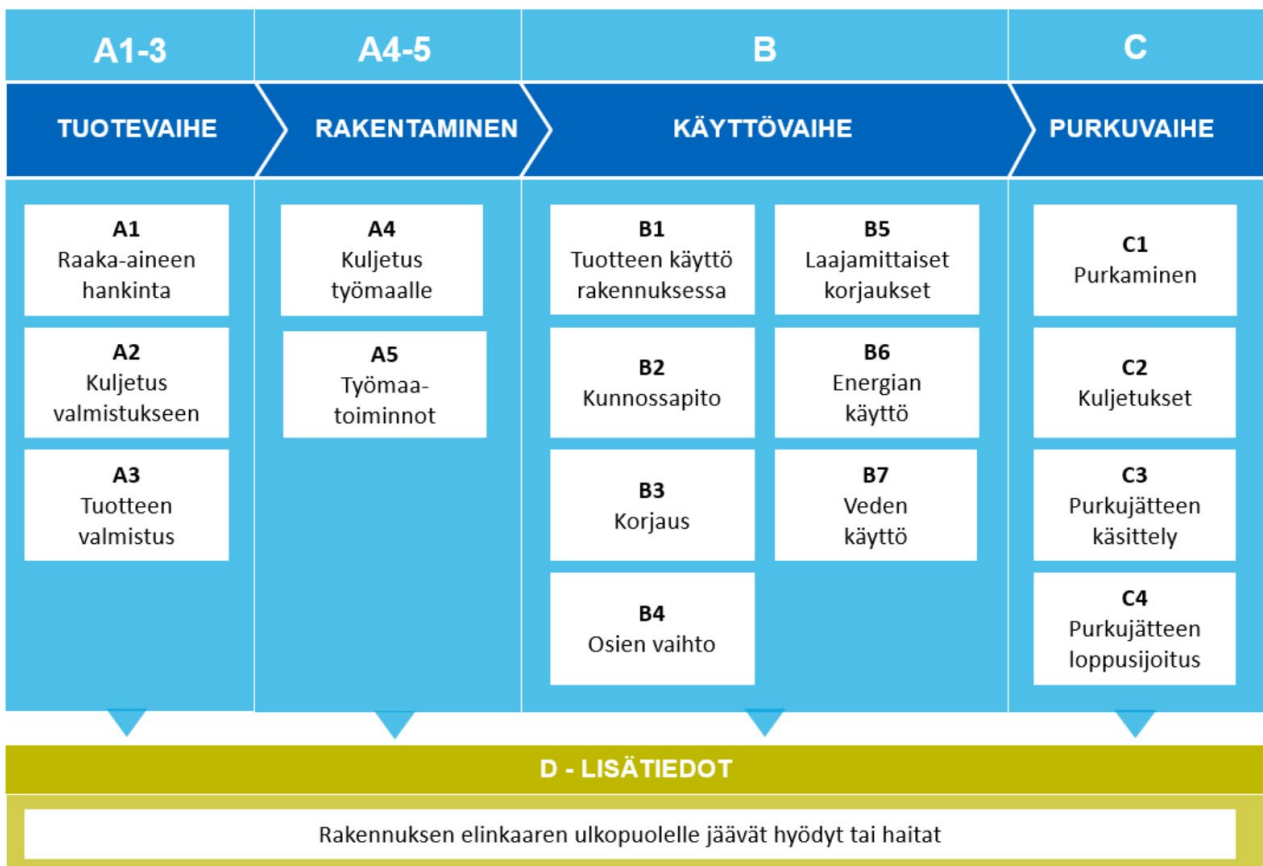 A1-3
A4-5
B
C
TUOTEVAIHE
RAKENTAMINEN
KÄYTTÖVAIHE
PURKUVAIHE
A1
Raaka-aineen
hankinta
A2
Kuljetus
valmistukseen
A3
Tuotteen
valmistus
A4
Kuljetus
työmaalle
A5
Työmaa-
toiminnot
B1
Tuotteen käyttö
rakennuksessa
B2
Kunnossapito
B3
Korjaus
B4
Osien vaihto
B5
Laajamittaiset
korjaukset
B6
Energian
käyttö
B7
Veden
käyttö
C1
Purkaminen
C2
Kuljetukset
C3
Purkujätteen
käsittely
C4
Purkujätteen
loppusijoitus
D - LISÄTIEDOT
Rakennuksen elinkaaren ulkopuolelle jäävät hyödyt tai haitat